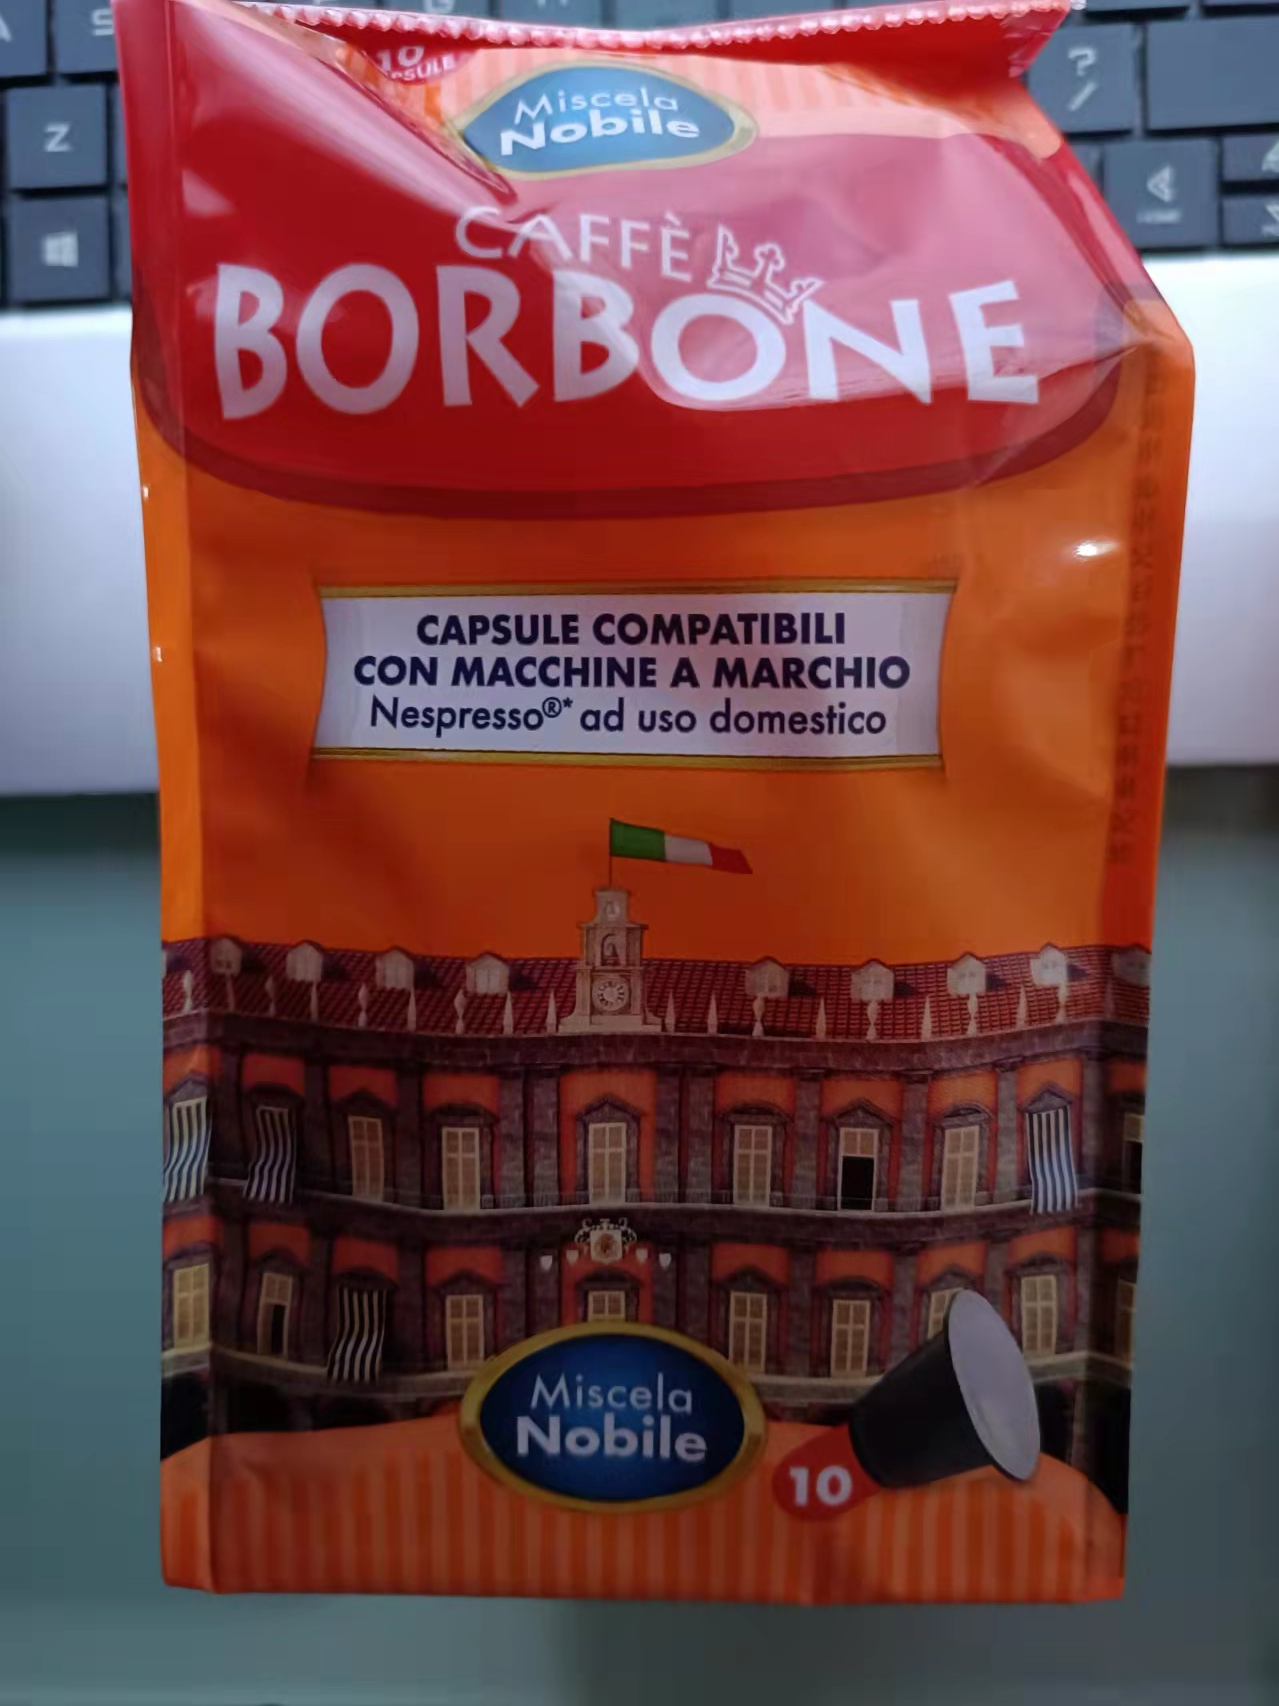 Z
?
/
10
CAPSULE
Miscela
Nobile
CAFFÈ
BORBONE
CAPSULE COMPATIBILI
CON MACCHINE A MARCHIO
Nespresso®* ad uso domestico
Miscela
Nobile
10